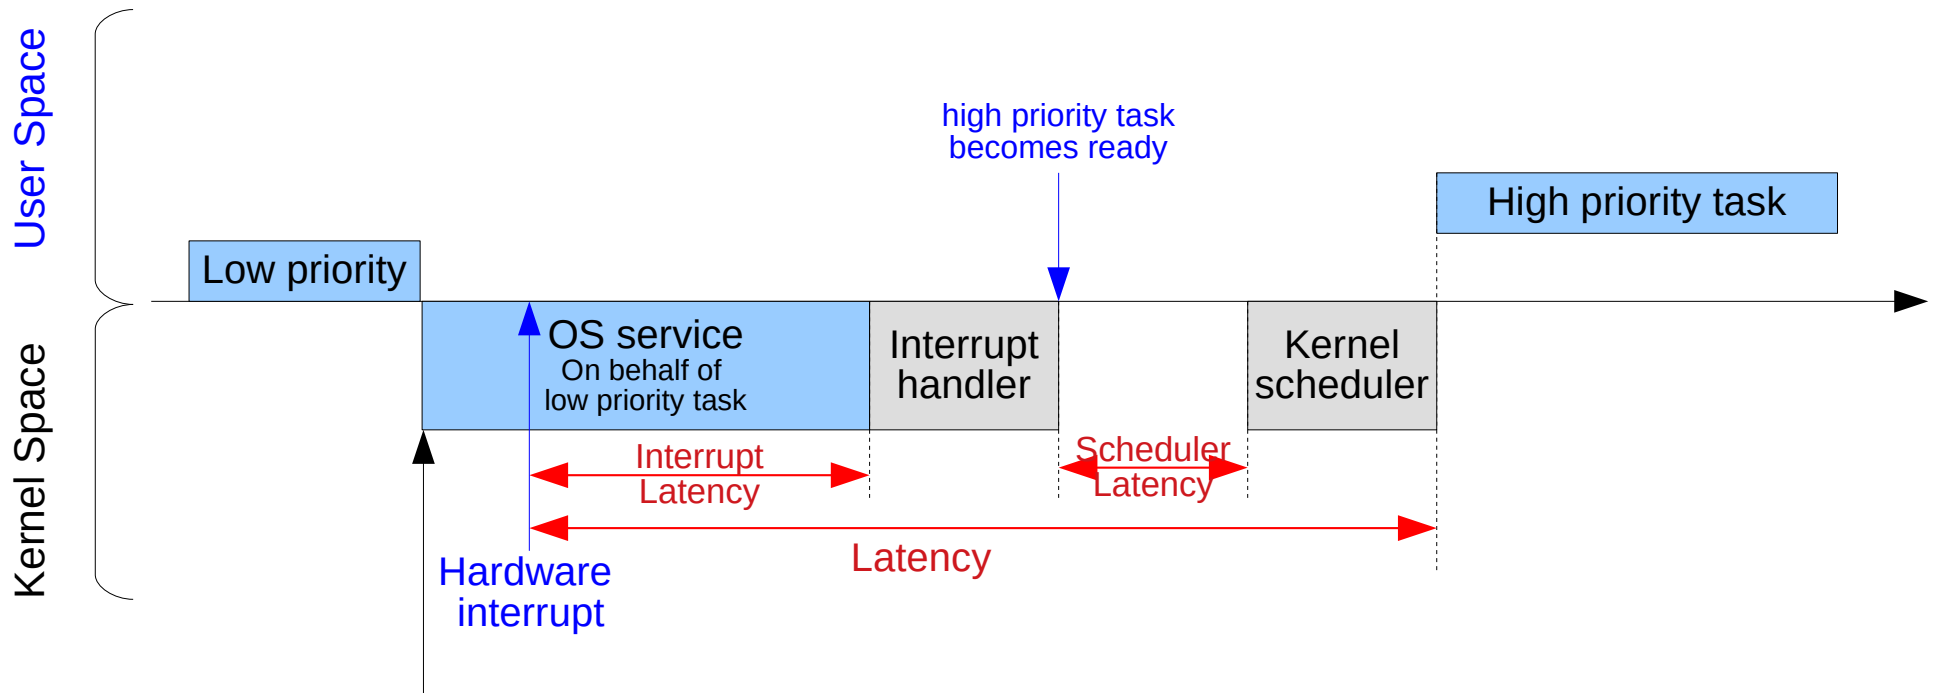 User Space
high priority task
becomes ready
High priority task
Low priority
Kernel Space
OS service
On behalf of
low priority task
Interrupt
handler
Kernel
scheduler
Interrupt
Latency
Scheduler
Latency
Latency
Hardware
interrupt